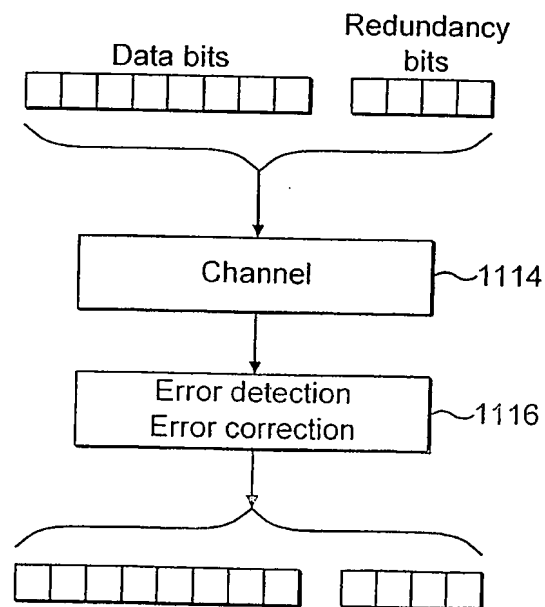 Data bits
Redundancy
bits
Channel
1114
Error detection
Error correction
1116